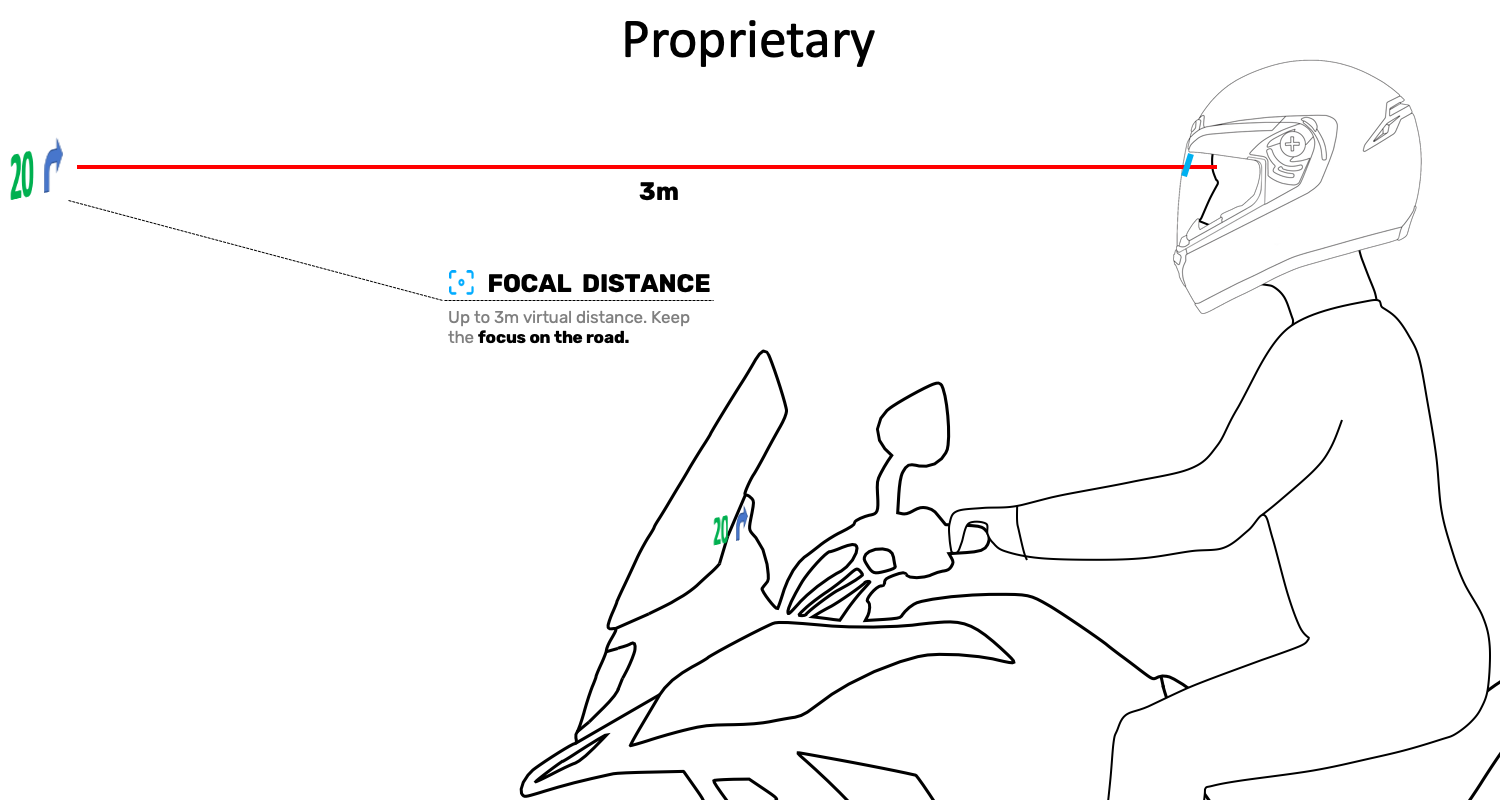 Proprietary
20
3m
FOCAL DISTANCE
Up to 3m virtual distance. Keep
the focus on the road.
20